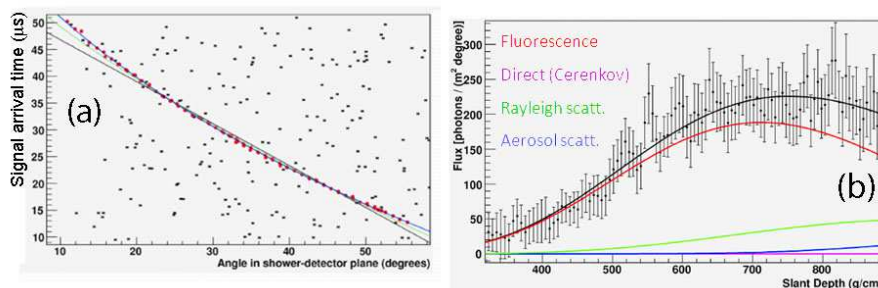 Signal arrival time (μs)
50
45
40
35
30
25
20
15
10
(a)
10
20
30
40
50
Angle in shower-detector plane (degrees)
Flux [photons / (m² degree)]
300
250
200
150
100
50
0
Fluorescence
Direct (Cerenkov)
Rayleigh scatt.
Aerosol scatt.
(b)
400
500
600
700
800
Slant Depth (g/cm